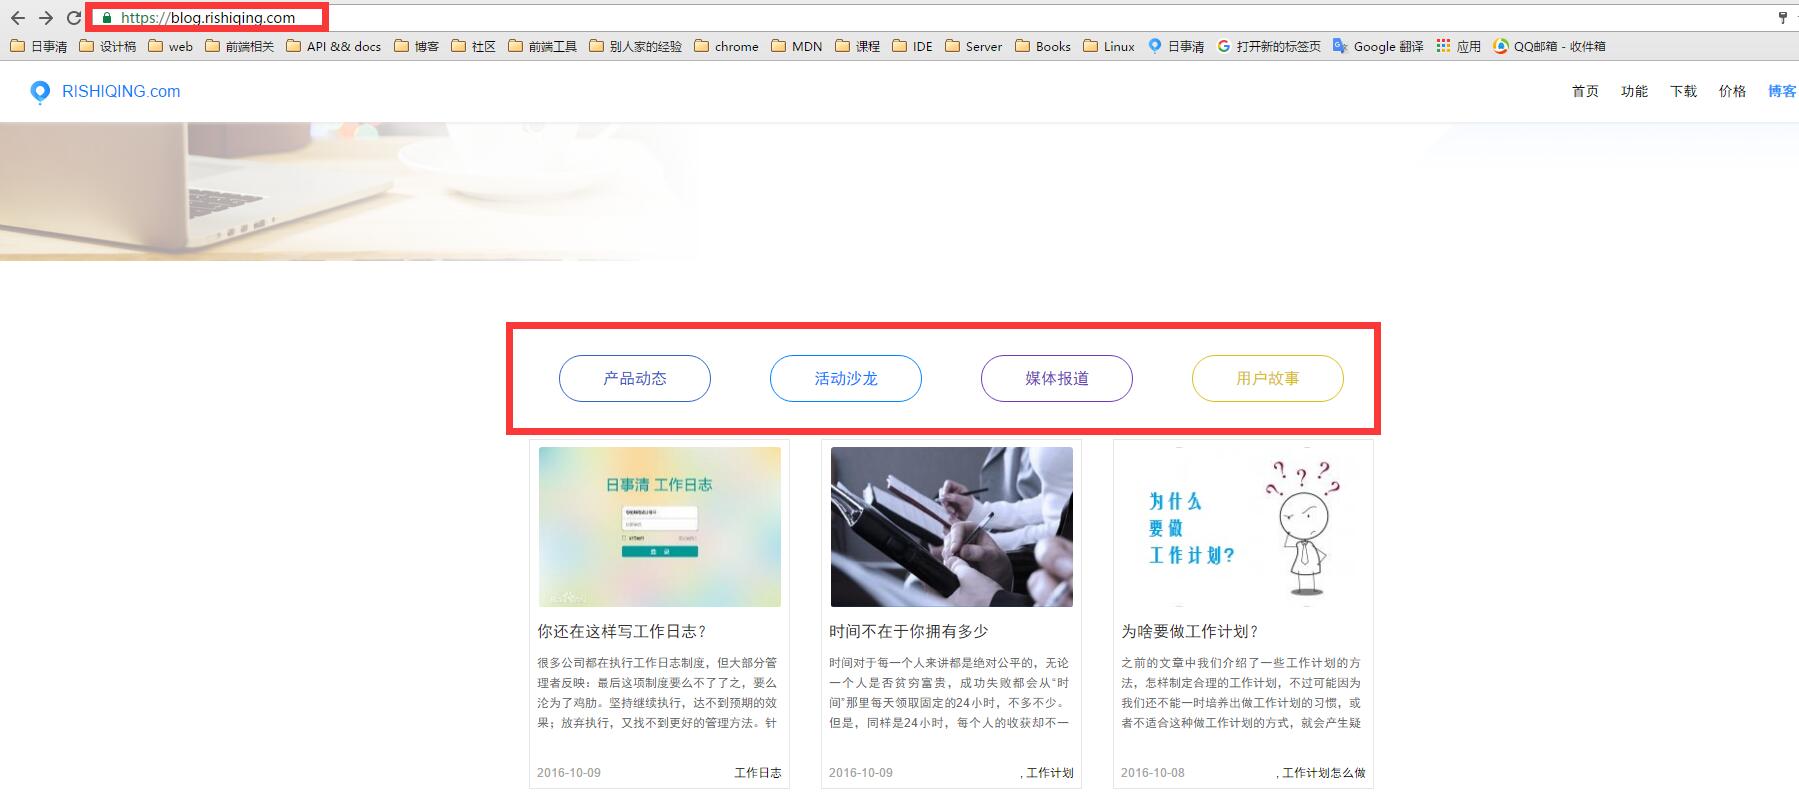 https://blog.rishiqing.com
日事清 设计稿 web 前端相关 API && docs 博客 社区 前端工具 别人家的经验 chrome MDN 课程 IDE Server Books Linux 日事清 打开新的标签页 Google 翻译 应用 QQ邮箱 - 收件箱
RISHIQING.com 首页 功能 下载 价格 博客
产品动态 活动沙龙 媒体报道 用户故事
日事清 工作日志
登 录
为什么
要做
工作计划?
你还在这样写工作日志?
很多公司都在执行工作日志制度，但大部分管
理者反映：最后这项制度要么不了了之，要么
沦为了鸡肋。坚持继续执行，达不到预期的效
果；放弃执行，又找不到更好的管理方法。针
2016-10-09 工作日志
时间不在于你拥有多少
时间对于每一个人来讲都是绝对公平的，无论
一个人是否贫穷富贵，成功失败都会从“时
间”那里每天领取固定的24小时，不多不少。
但是，同样是24小时，每个人的收获却不一
2016-10-09 , 工作计划
为啥要做工作计划?
之前的文章中我们介绍了一些工作计划的方
法，怎样制定合理的工作计划，不过可能因为
我们还不能一时培养出做工作计划的习惯，或
者不适合这种做工作计划的方式，就会产生疑
2016-10-08 , 工作计划怎么做